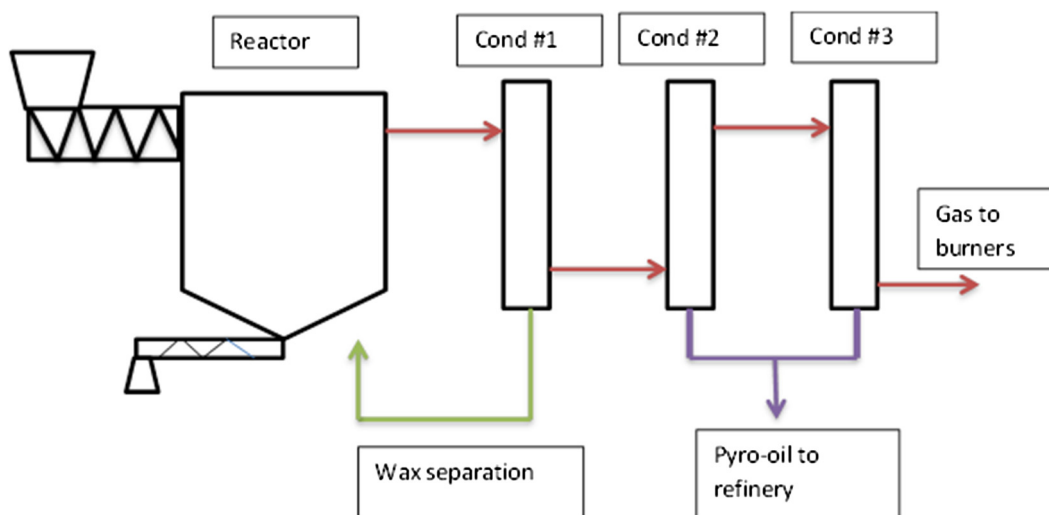 Reactor
Cond #1
Cond #2
Cond #3
Gas to
burners
Wax separation
Pyro-oil to
refinery